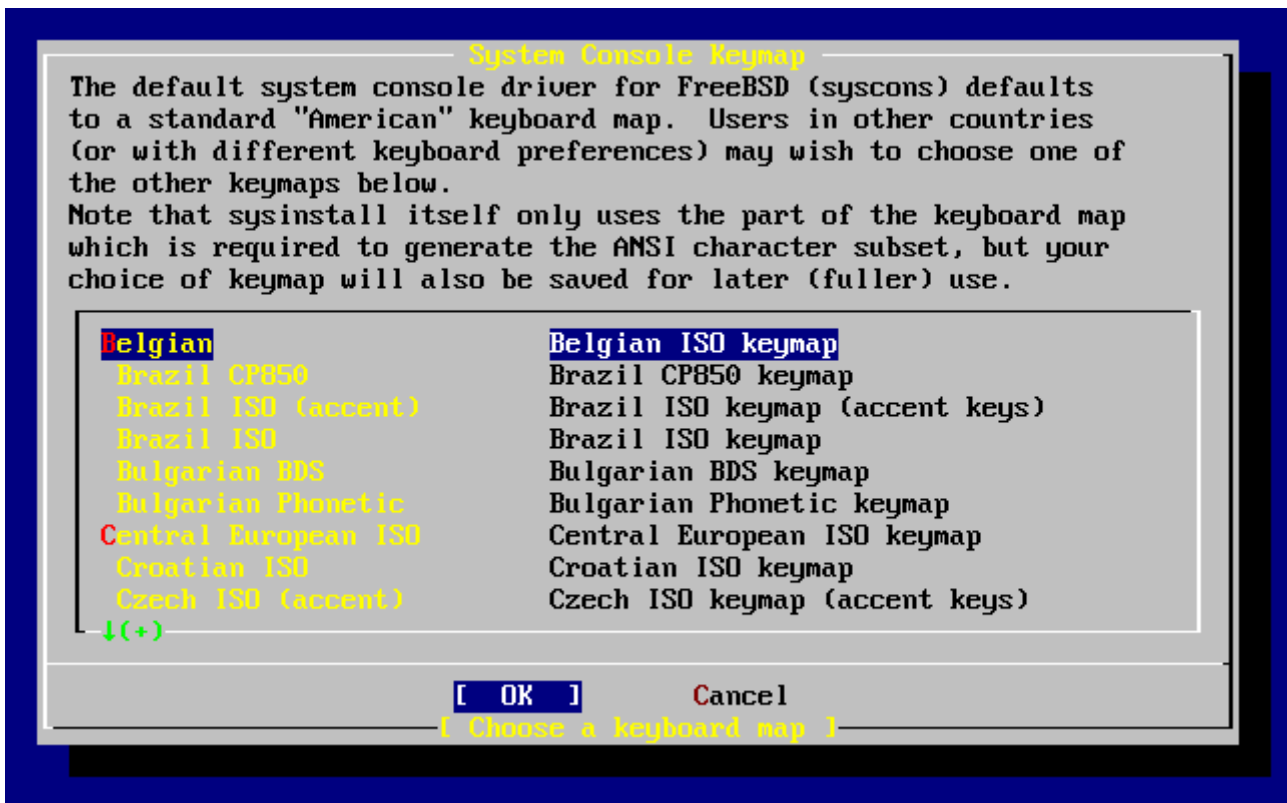 System Console Keymap
The default system console driver for FreeBSD (syscons) defaults
to a standard "American" keyboard map.  Users in other countries
(or with different keyboard preferences) may wish to choose one of
the other keymaps below.
Note that sysinstall itself only uses the part of the keyboard map
which is required to generate the ANSI character subset, but your
choice of keymap will also be saved for later (fuller) use.
Belgian Belgian ISO keymap
Brazil CP850 Brazil CP850 keymap
Brazil ISO (accent) Brazil ISO keymap (accent keys)
Brazil ISO Brazil ISO keymap
Bulgarian BDS Bulgarian BDS keymap
Bulgarian Phonetic Bulgarian Phonetic keymap
Central European ISO Central European ISO keymap
Croatian ISO Croatian ISO keymap
Czech ISO (accent) Czech ISO keymap (accent keys)
↓(+)
[ OK ] Cancel
[ Choose a keyboard map ]